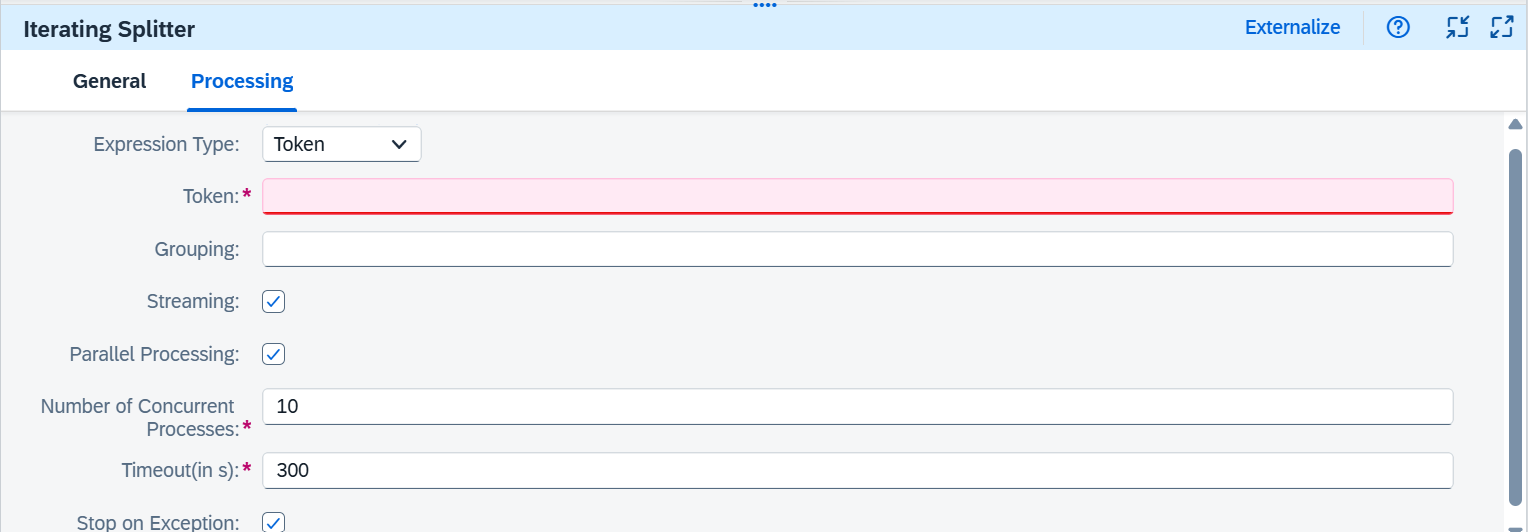 Iterating Splitter
Externalize
General Processing
Expression Type: Token
Token:*
Grouping:
Streaming:
Parallel Processing:
Number of Concurrent
Processes:* 10
Timeout(in s):* 300
Stop on Exception: